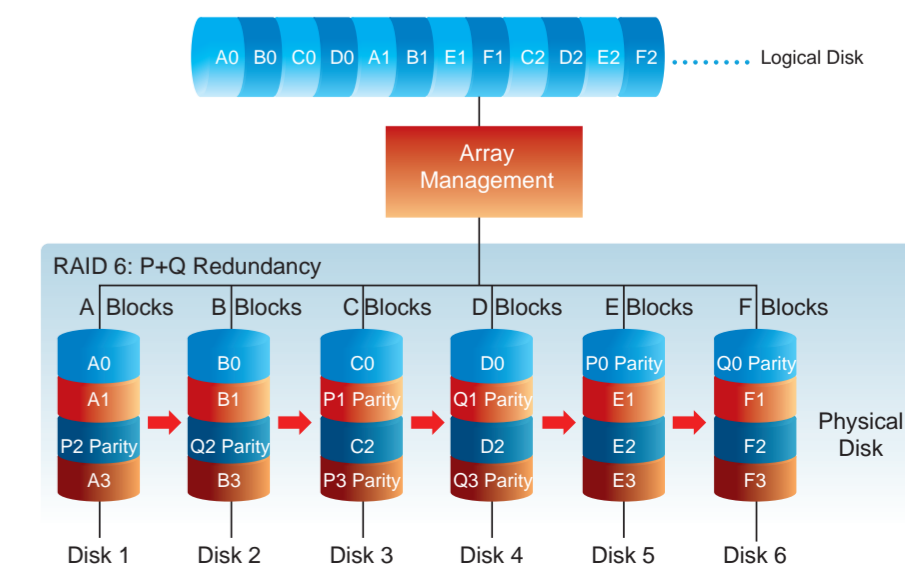 A0 B0 C0 D0 A1 B1 E1 F1 C2 D2 E2 F2 ........ Logical Disk
Array
Management
RAID 6: P+Q Redundancy
A Blocks B Blocks C Blocks D Blocks E Blocks F Blocks
A0 B0 C0 D0 P0 Parity Q0 Parity
A1 B1 P1 Parity Q1 Parity E1 F1
P2 Parity Q2 Parity C2 D2 E2 F2
A3 B3 P3 Parity Q3 Parity E3 F3
Physical
Disk
Disk 1 Disk 2 Disk 3 Disk 4 Disk 5 Disk 6